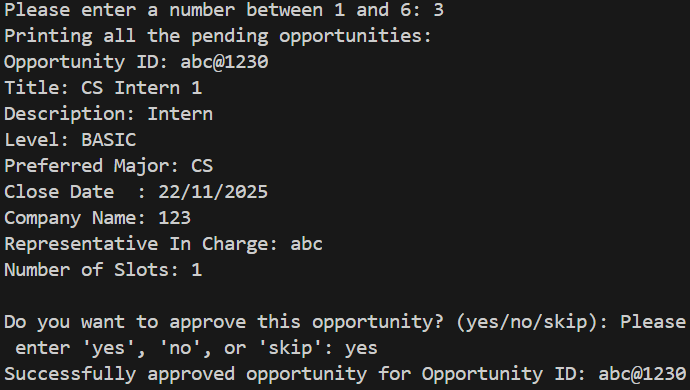 Please enter a number between 1 and 6: 3
Printing all the pending opportunities:
Opportunity ID: abc@1230
Title: CS Intern 1
Description: Intern
Level: BASIC
Preferred Major: CS
Close Date  : 22/11/2025
Company Name: 123
Representative In Charge: abc
Number of Slots: 1

Do you want to approve this opportunity? (yes/no/skip): Please
 enter 'yes', 'no', or 'skip': yes
Successfully approved opportunity for Opportunity ID: abc@1230